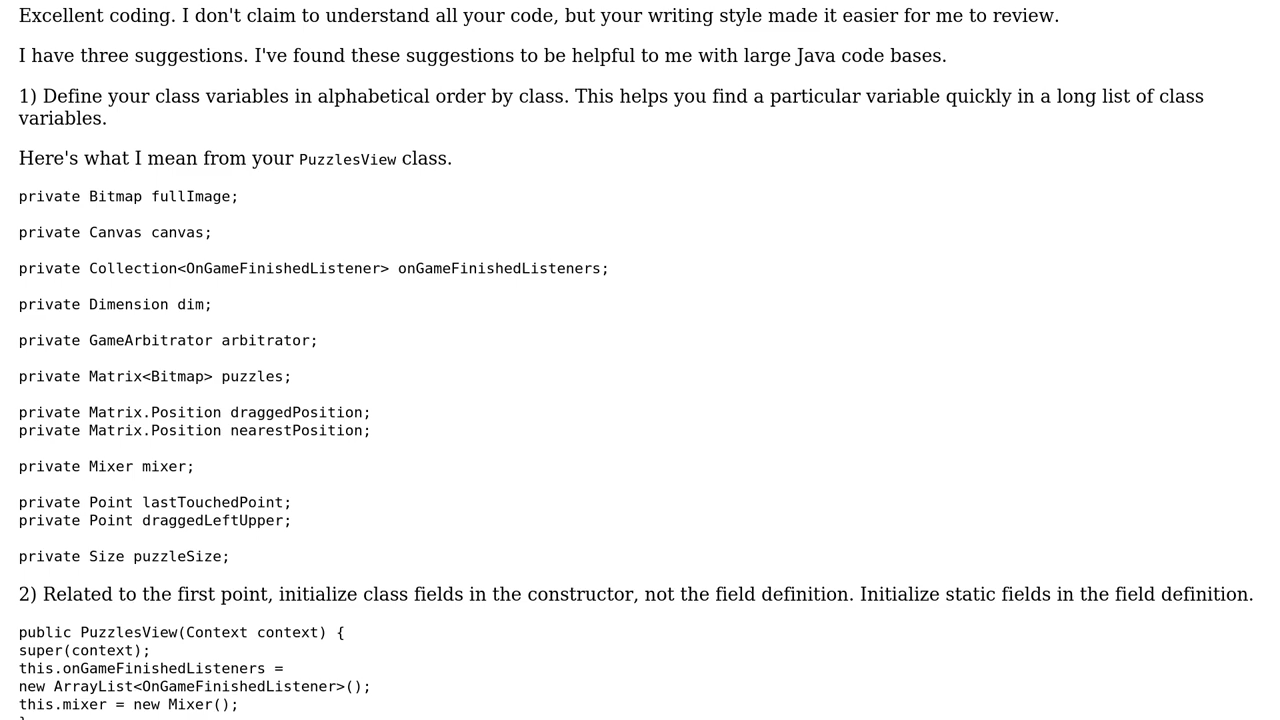 Excellent coding. I don't claim to understand all your code, but your writing style made it easier for me to review.
I have three suggestions. I've found these suggestions to be helpful to me with large Java code bases.
1) Define your class variables in alphabetical order by class. This helps you find a particular variable quickly in a long list of class
variables.
Here's what I mean from your PuzzlesView class.
private Bitmap fullImage;
private Canvas canvas;
private Collection<OnGameFinishedListener> onGameFinishedListeners;
private Dimension dim;
private GameArbitrator arbitrator;
private Matrix<Bitmap> puzzles;
private Matrix.Position draggedPosition;
private Matrix.Position nearestPosition;
private Mixer mixer;
private Point lastTouchedPoint;
private Point draggedLeftUpper;
private Size puzzleSize;
2) Related to the first point, initialize class fields in the constructor, not the field definition. Initialize static fields in the field definition.
public PuzzlesView(Context context) {
super(context);
this.onGameFinishedListeners =
new ArrayList<OnGameFinishedListener>();
this.mixer = new Mixer();
}